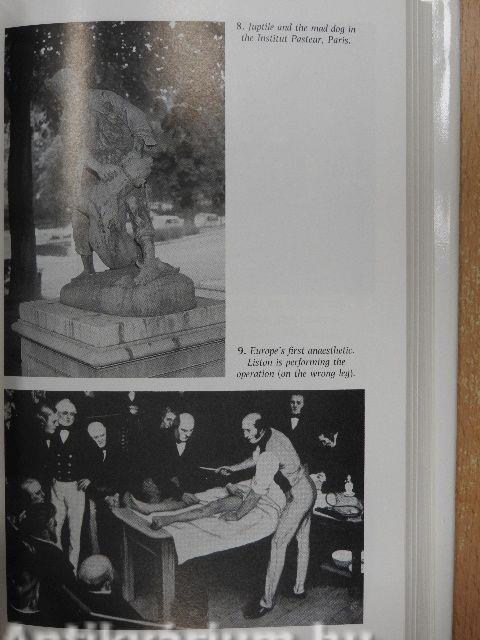 8. Juptile and the mad dog in
the Institut Pasteur, Paris.
9. Europe's first anaesthetic.
Liston is performing the
operation (on the wrong leg).
Antikvarium.hu